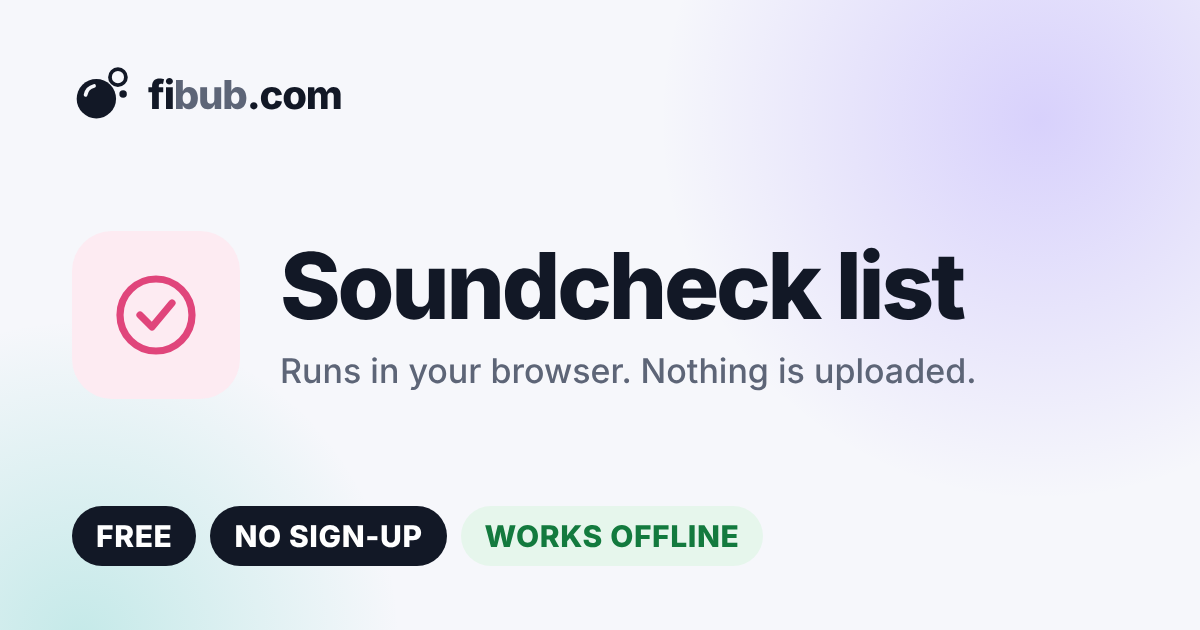 fibub.com
Soundcheck list
Runs in your browser. Nothing is uploaded.
FREE NO SIGN-UP WORKS OFFLINE